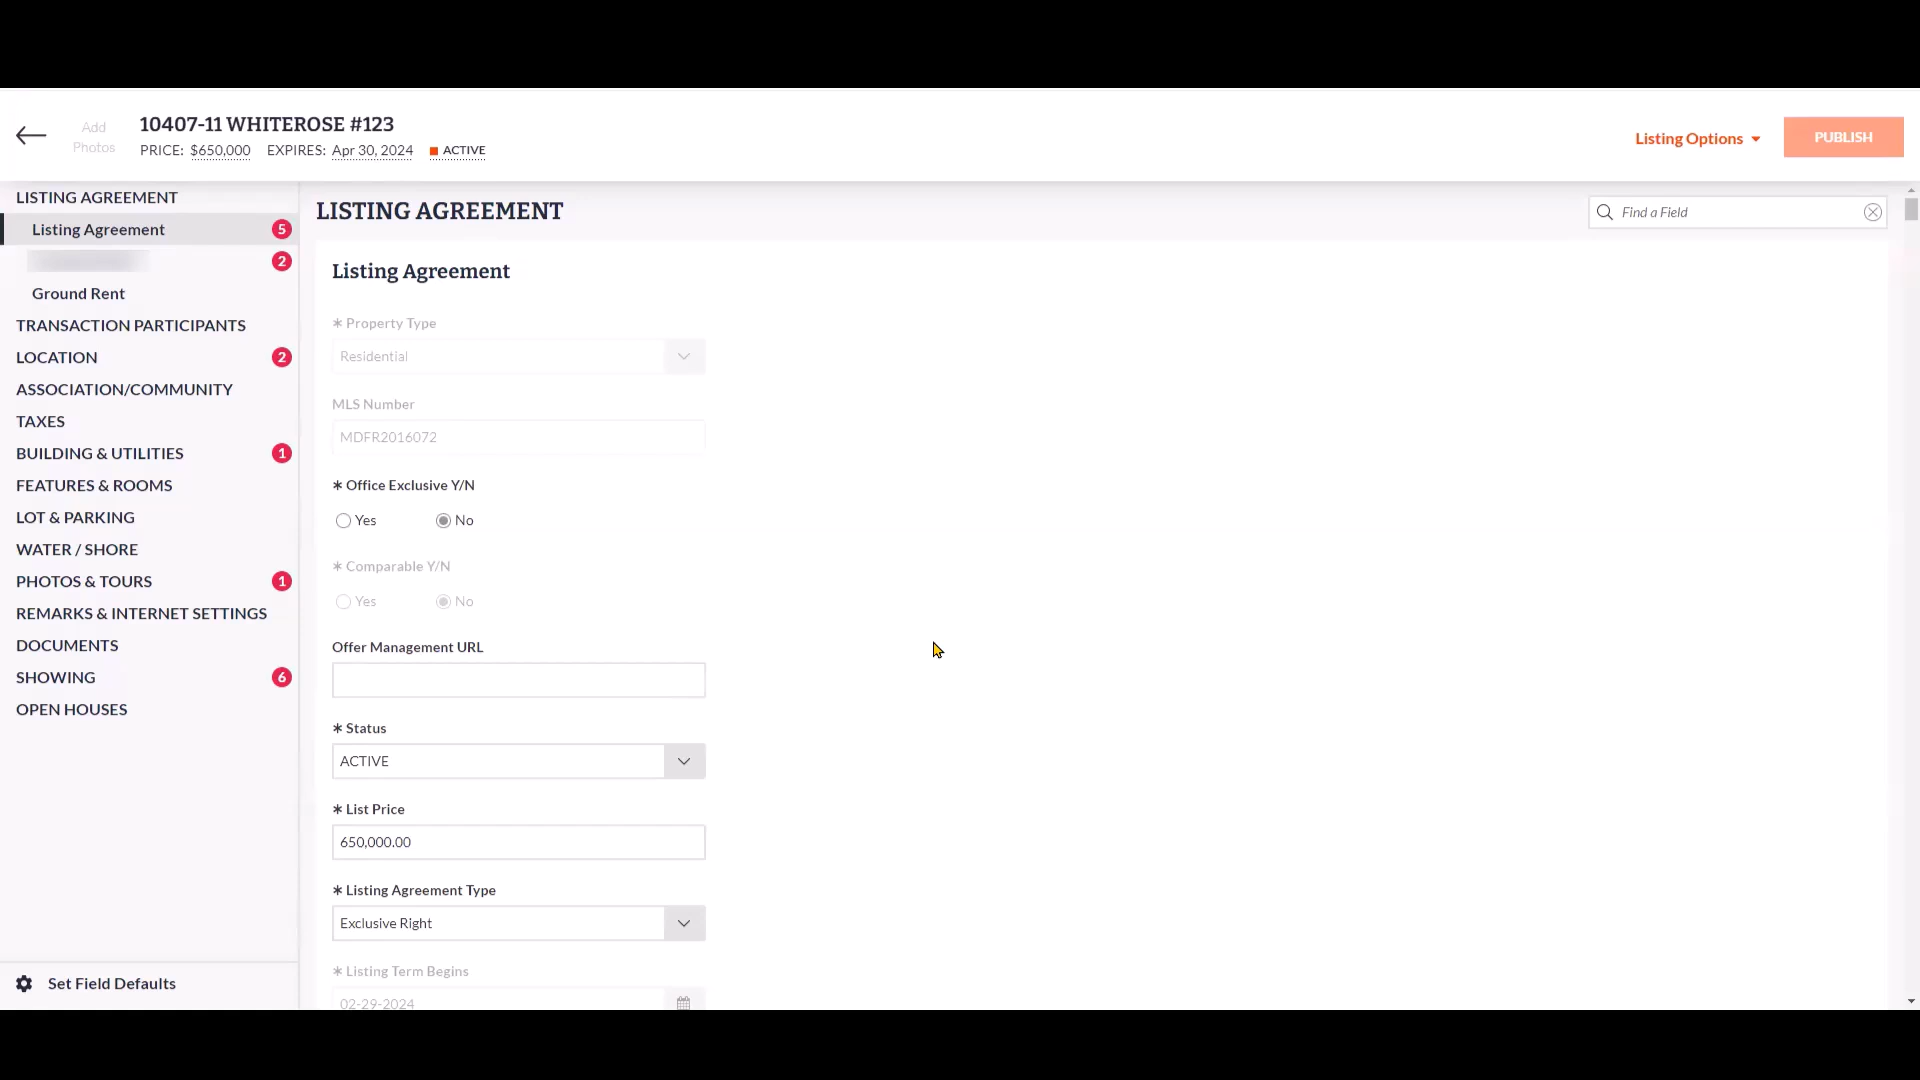 Add
Photos
10407-11 WHITEROSE #123
PRICE: $650,000 EXPIRES: Apr 30, 2024 ACTIVE
Listing Options
PUBLISH
LISTING AGREEMENT
Listing Agreement 5
2
Ground Rent
TRANSACTION PARTICIPANTS
LOCATION 2
ASSOCIATION/COMMUNITY
TAXES
BUILDING & UTILITIES 1
FEATURES & ROOMS
LOT & PARKING
WATER / SHORE
PHOTOS & TOURS 1
REMARKS & INTERNET SETTINGS
DOCUMENTS
SHOWING 6
OPEN HOUSES
Set Field Defaults
LISTING AGREEMENT
Find a Field
Listing Agreement
* Property Type
Residential
MLS Number
MDFR2016072
* Office Exclusive Y/N
Yes No
* Comparable Y/N
Yes No
Offer Management URL
* Status
ACTIVE
* List Price
650,000.00
* Listing Agreement Type
Exclusive Right
* Listing Term Begins
02-29-2024